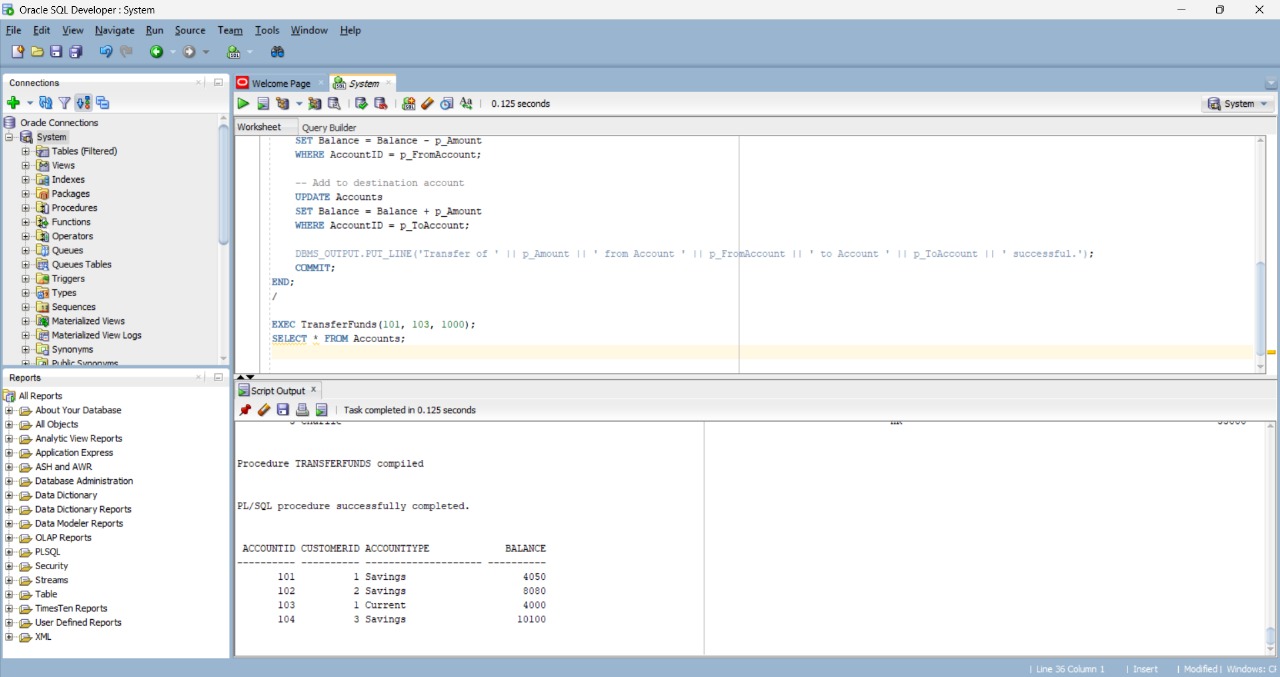 Oracle SQL Developer : System
File Edit View Navigate Run Source Team Tools Window Help
Connections
Oracle Connections
System
Tables (Filtered)
Views
Indexes
Packages
Procedures
Functions
Operators
Queues
Queues Tables
Triggers
Types
Sequences
Materialized Views
Materialized View Logs
Synonyms
Public Synonyms
Reports
All Reports
About Your Database
All Objects
Analytic View Reports
Application Express
ASH and AWR
Database Administration
Data Dictionary
Data Dictionary Reports
Data Modeler Reports
OLAP Reports
PLSQL
Security
Streams
Table
TimesTen Reports
User Defined Reports
XML
Welcome Page System
0.125 seconds System
Worksheet Query Builder
SET Balance = Balance - p_Amount
WHERE AccountID = p_FromAccount;
-- Add to destination account
UPDATE Accounts
SET Balance = Balance + p_Amount
WHERE AccountID = p_ToAccount;
DBMS_OUTPUT.PUT_LINE('Transfer of ' || p_Amount || ' from Account ' || p_FromAccount || ' to Account ' || p_ToAccount || ' successful.');
COMMIT;
END;
/
EXEC TransferFunds(101, 103, 1000);
SELECT * FROM Accounts;
Script Output
Task completed in 0.125 seconds
Procedure TRANSFERFUNDS compiled
PL/SQL procedure successfully completed.
ACCOUNTID CUSTOMERID ACCOUNTTYPE BALANCE
---------- ---------- -------------------- ----------
101 1 Savings 4050
102 2 Savings 8080
103 1 Current 4000
104 3 Savings 10100
| Line 36 Column 1 | Insert | Modified | Windows: